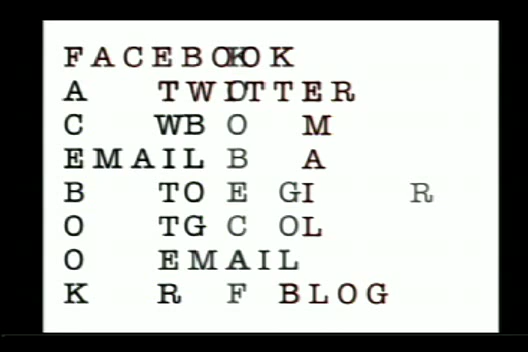 FACEBOOK
A TWITTER
C WB O M
EMAIL B A
B TO E GI R
O TG C OL
O EMAIL
K R F BLOG